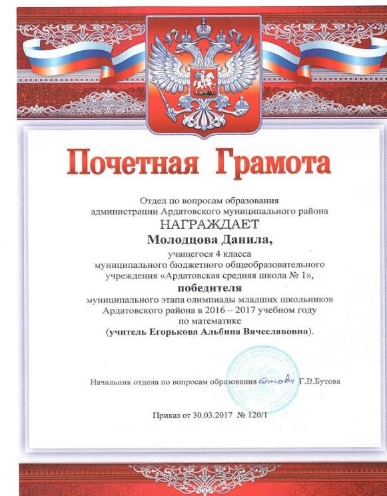 Почетная Грамота
Отдел по вопросам образования
администрации Ардатовского муниципального района
НАГРАЖДАЕТ
Молодцова Данила,
учащегося 4 класса
муниципального бюджетного общеобразовательного
учреждения «Ардатовская средняя школа № 1»,
победителя
муниципального этапа олимпиады младших школьников
Ардатовского района в 2016 – 2017 учебном году
по математике
(учитель Егорькова Альбина Вячеславовна).
Начальник отдела по вопросам образования Г.В.Бутова
Приказ от 30.03.2017 № 120/1